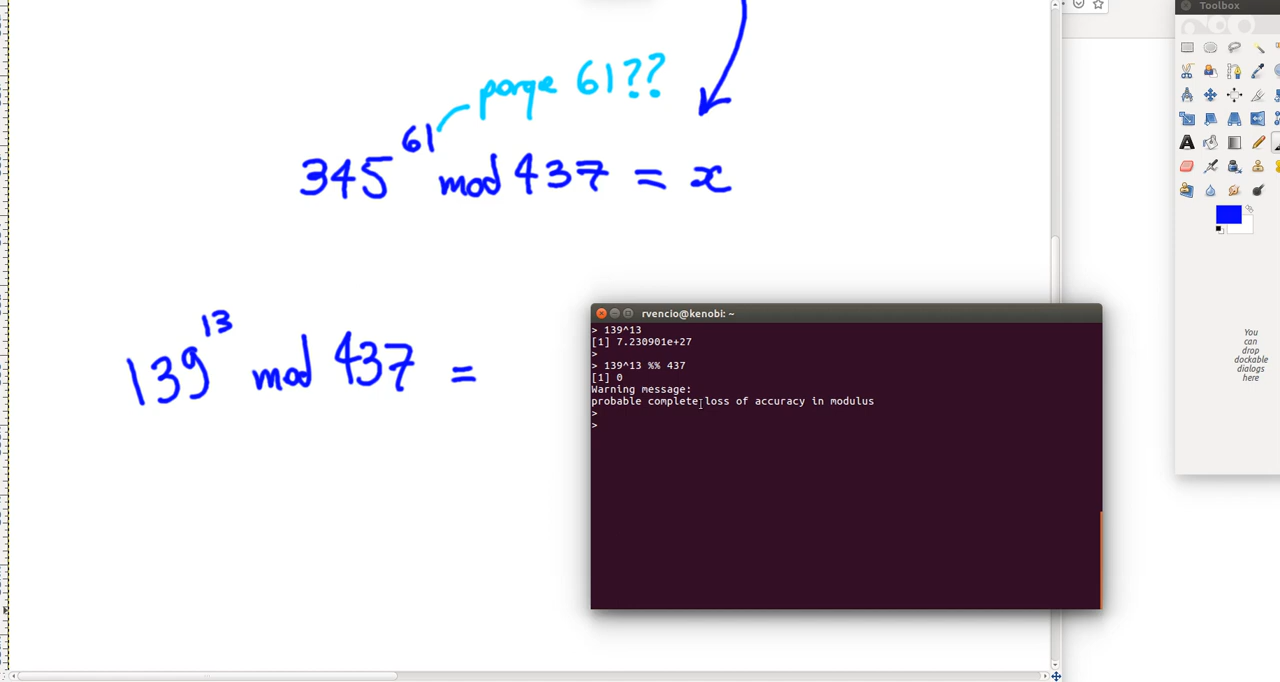 Toolbox
porqe 61??
345^61 mod 437 = x
139^13 mod 437 =
rvencio@kenobi: ~
> 139^13
[1] 7.230901e+27
>
> 139^13 %% 437
[1] 0
Warning message:
probable complete loss of accuracy in modulus
>
>
You
can
drop
dockable
dialogs
here